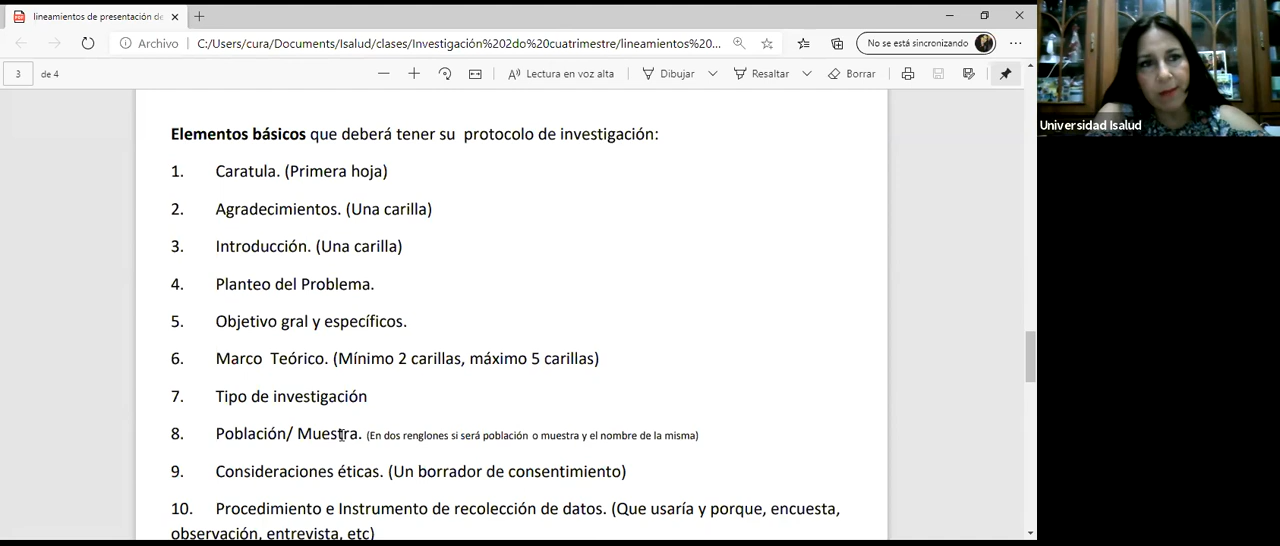 lineamientos de presentación de
Archivo
C:/Users/cura/Documents/Isalud/clases/Investigación%202do%20cuatrimestre/lineamientos%20...
No se está sincronizando
3 de 4
Lectura en voz alta
Dibujar
Resaltar
Borrar
Universidad Isalud
Elementos básicos que deberá tener su protocolo de investigación:
1. Caratula. (Primera hoja)
2. Agradecimientos. (Una carilla)
3. Introducción. (Una carilla)
4. Planteo del Problema.
5. Objetivo gral y específicos.
6. Marco Teórico. (Mínimo 2 carillas, máximo 5 carillas)
7. Tipo de investigación
8. Población/ Muestra. (En dos renglones si será población o muestra y el nombre de la misma)
9. Consideraciones éticas. (Un borrador de consentimiento)
10. Procedimiento e Instrumento de recolección de datos. (Que usaría y porque, encuesta,
observación, entrevista, etc)